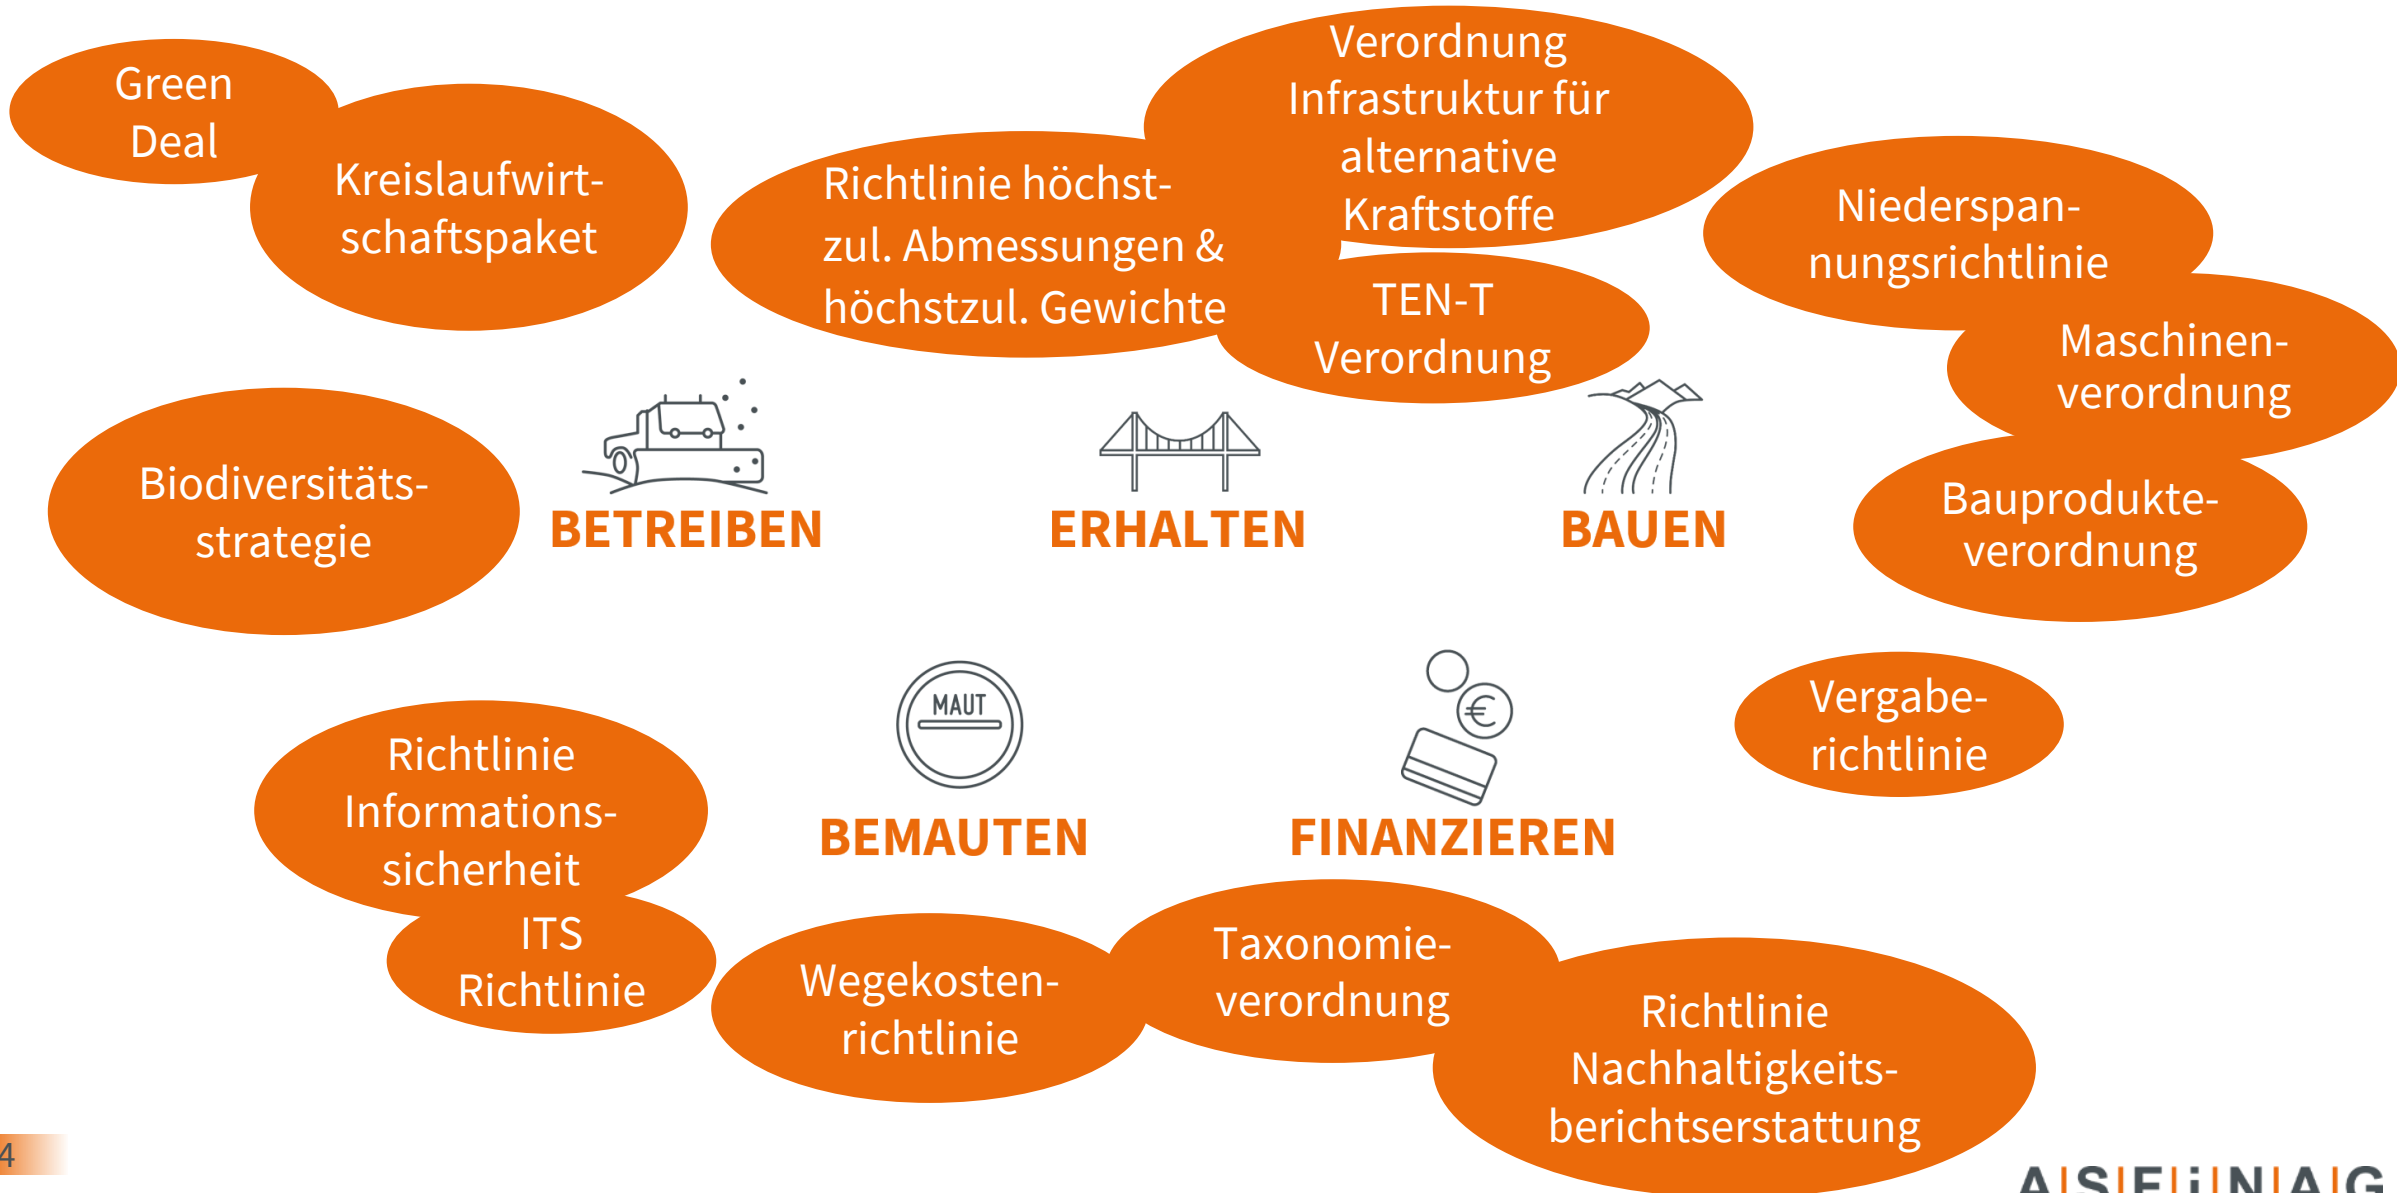 Green
Deal
Kreislaufwirt-
schaftspaket
Richtlinie höchst-
zul. Abmessungen &
höchstzul. Gewichte
Verordnung
Infrastruktur für
alternative
Kraftstoffe
TEN-T
Verordnung
Niederspan-
nungsrichtlinie
Maschinen-
verordnung
Bauprodukte-
verordnung
Biodiversitäts-
strategie
BETREIBEN
ERHALTEN
BAUEN
Vergabe-
richtlinie
MAUT
€
BEMAUTEN
FINANZIEREN
Richtlinie
Informations-
sicherheit
ITS
Richtlinie
Wegekosten-
richtlinie
Taxonomie-
verordnung
Richtlinie
Nachhaltigkeits-
berichtserstattung
4
A|S|F|i|N|A|G